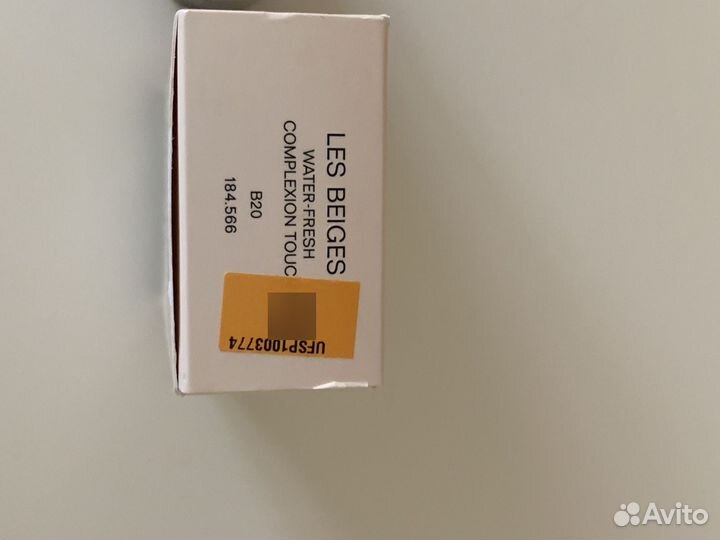 LES BEIGES
WATER-FRESH
COMPLEXION TOUC
B20
184.566
UFSP1003774
Avito